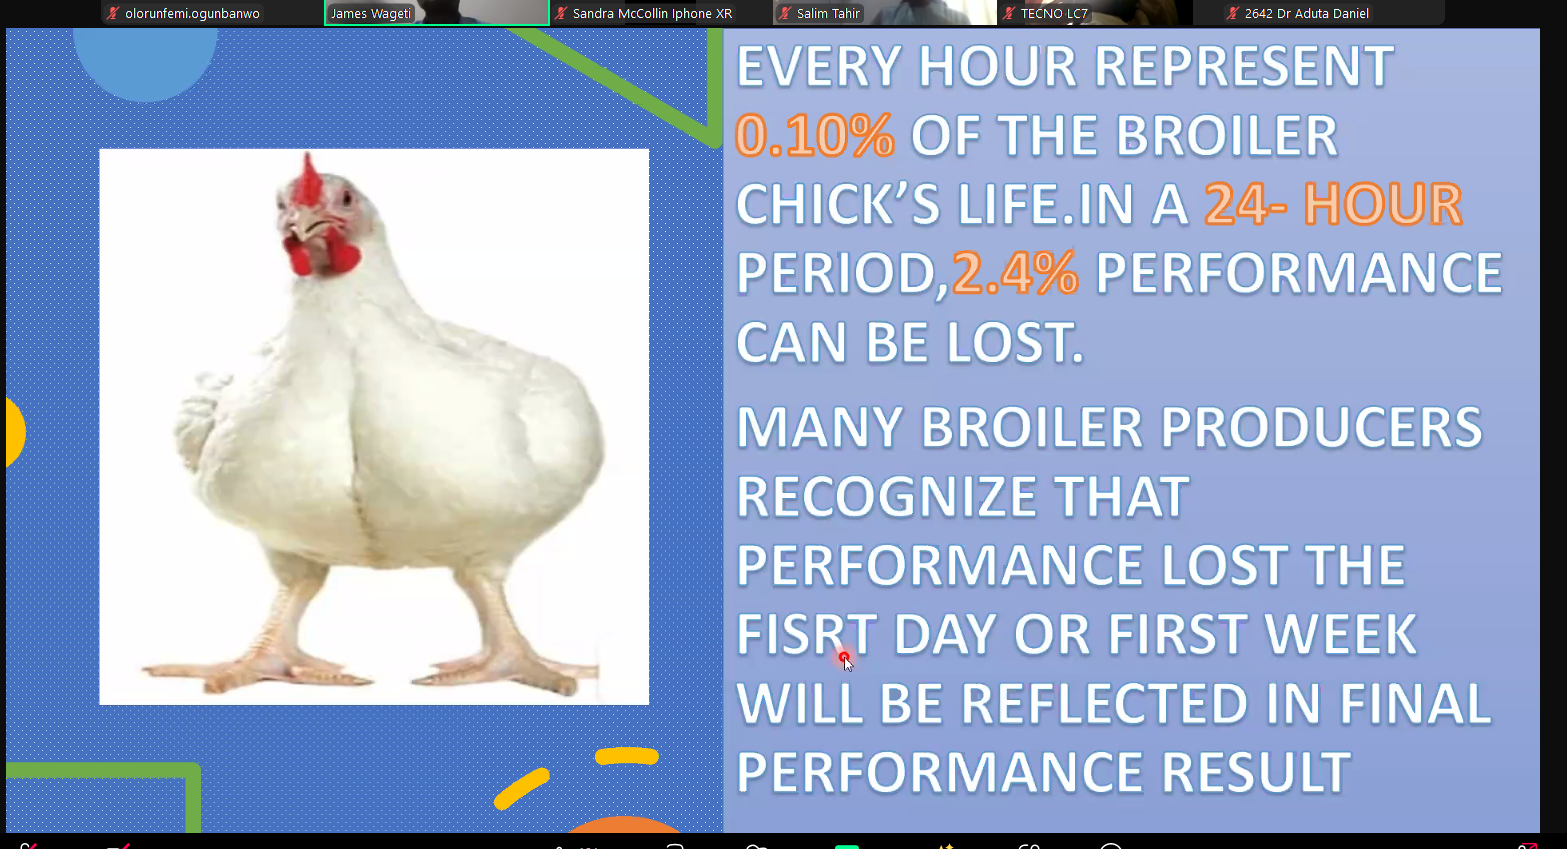 olorunfemi.ogunbanwo
James Wageti
Sandra McCollin Iphone XR
Salim Tahir
TECNO LC7
2642 Dr Aduta Daniel
EVERY HOUR REPRESENT
0.10% OF THE BROILER
CHICK’S LIFE.IN A 24- HOUR
PERIOD,2.4% PERFORMANCE
CAN BE LOST.
MANY BROILER PRODUCERS
RECOGNIZE THAT
PERFORMANCE LOST THE
FISRT DAY OR FIRST WEEK
WILL BE REFLECTED IN FINAL
PERFORMANCE RESULT